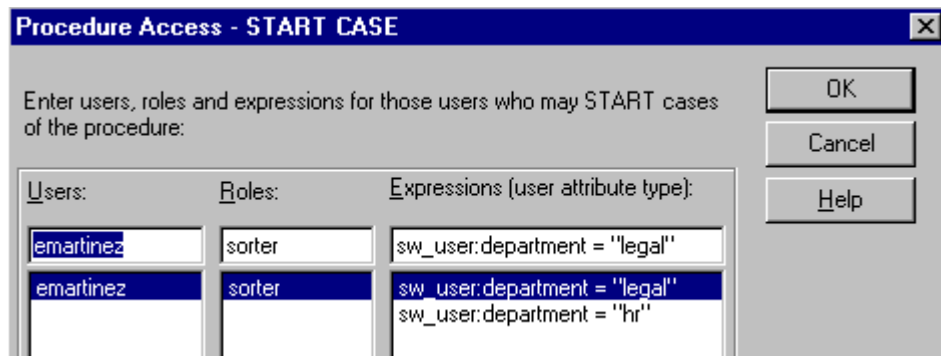 Procedure Access - START CASE
Enter users, roles and expressions for those users who may START cases
of the procedure:
OK
Cancel
Help
Users:
Roles:
Expressions (user attribute type):
emartinez
sorter
sw_user:department = "legal"
emartinez
sorter
sw_user:department = "legal"
sw_user:department = "hr"